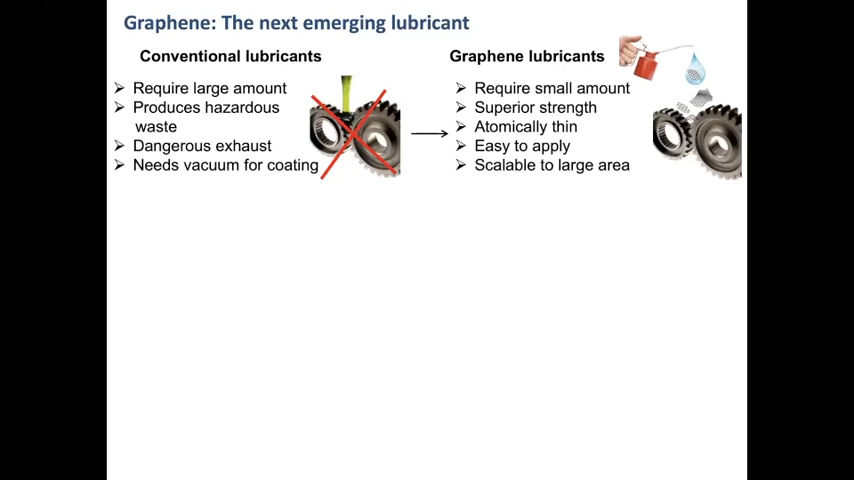 Graphene: The next emerging lubricant
Conventional lubricants
➢ Require large amount
➢ Produces hazardous
waste
➢ Dangerous exhaust
➢ Needs vacuum for coating
Graphene lubricants
➢ Require small amount
➢ Superior strength
➢ Atomically thin
➢ Easy to apply
➢ Scalable to large area